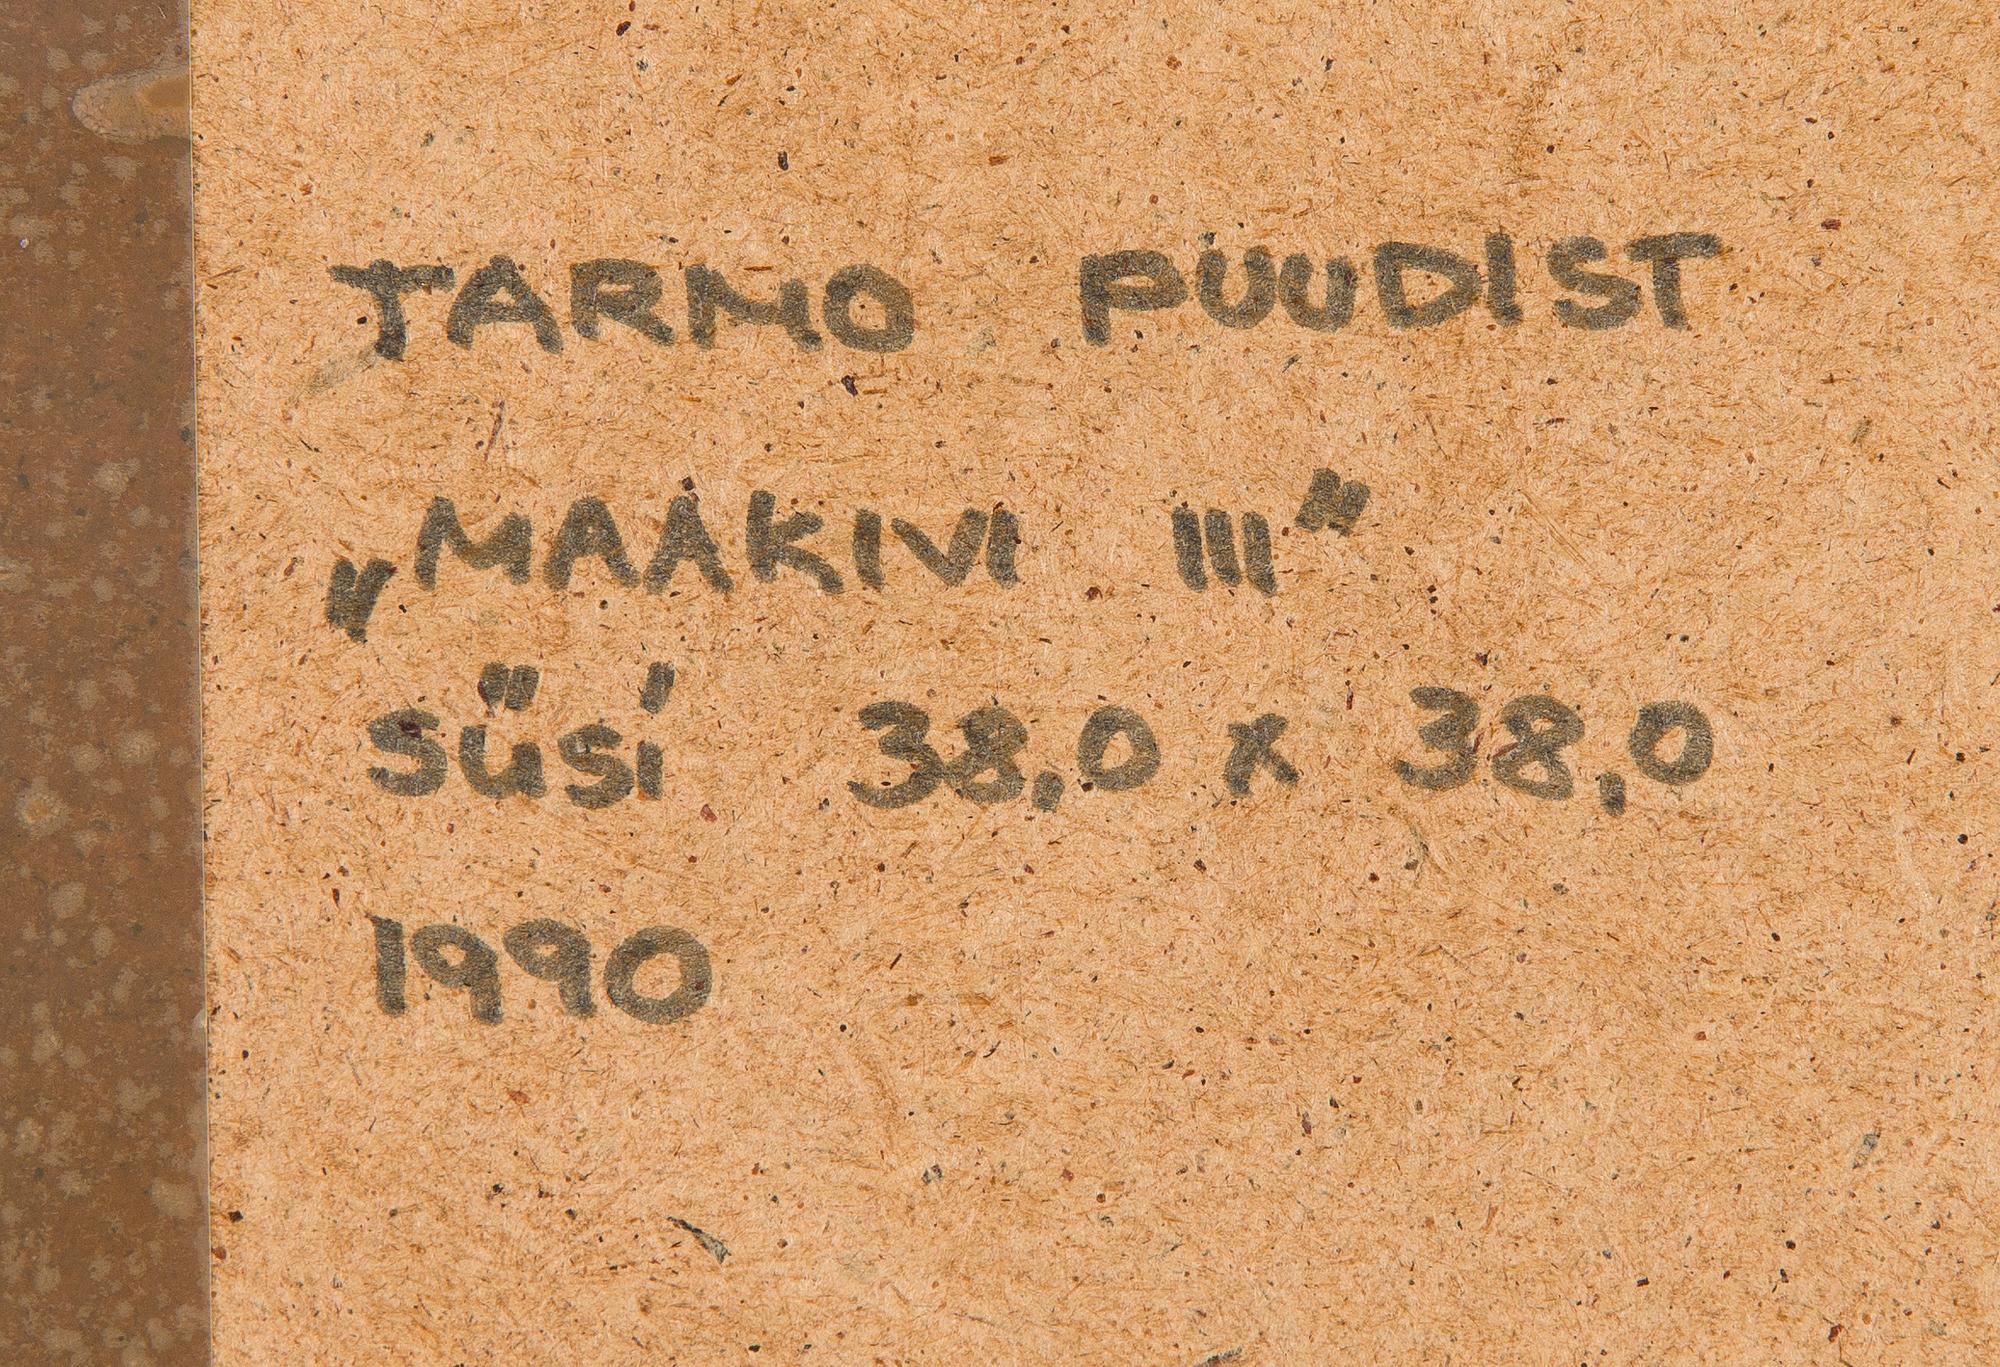 TARMO PUUDIST
„MAAKIVI III”
SÜSI 38,0 x 38,0
1990